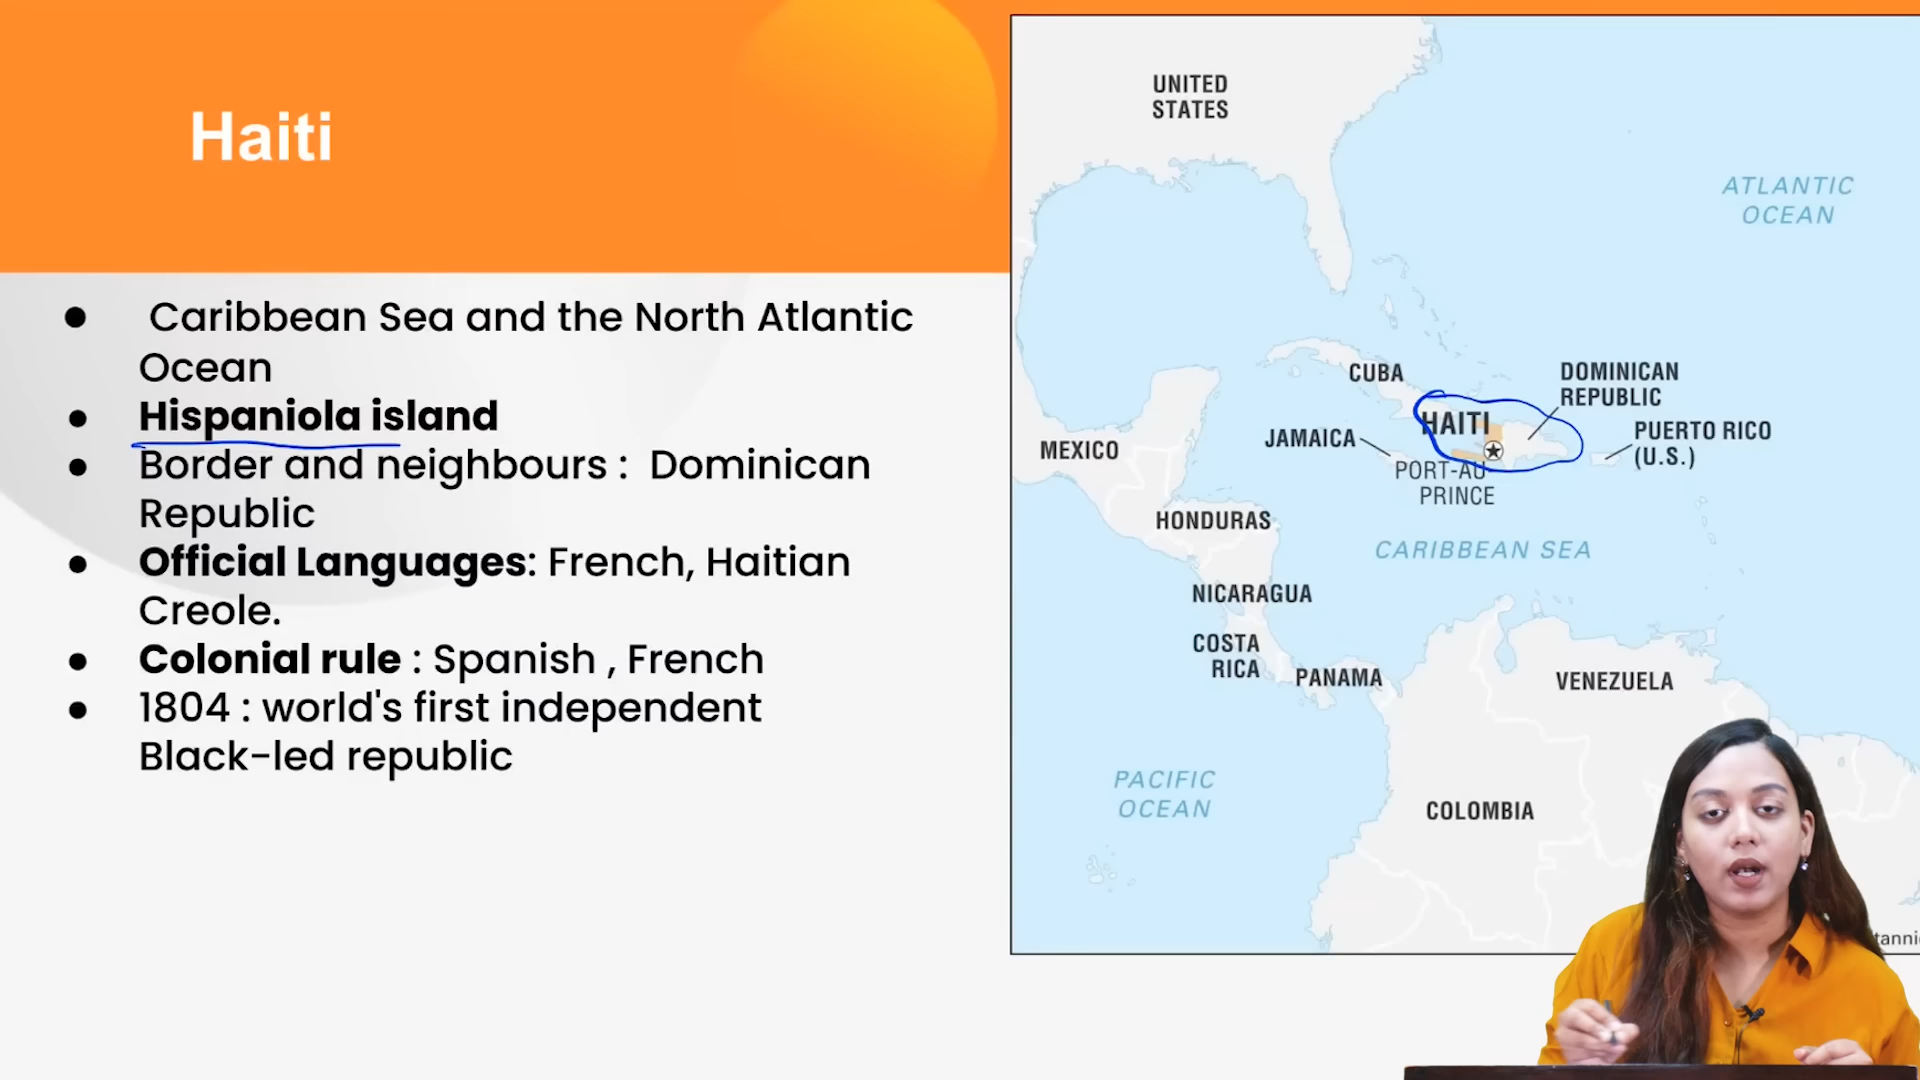 Haiti
● Caribbean Sea and the North Atlantic
Ocean
● Hispaniola island
● Border and neighbours : Dominican
Republic
● Official Languages: French, Haitian
Creole.
● Colonial rule : Spanish , French
● 1804 : world's first independent
Black-led republic
UNITED
STATES
ATLANTIC
OCEAN
CUBA
DOMINICAN
REPUBLIC
HAITI
JAMAICA
PUERTO RICO
(U.S.)
MEXICO
PORT-AU
PRINCE
HONDURAS
CARIBBEAN SEA
NICARAGUA
COSTA
RICA
PANAMA
VENEZUELA
PACIFIC
OCEAN
COLOMBIA